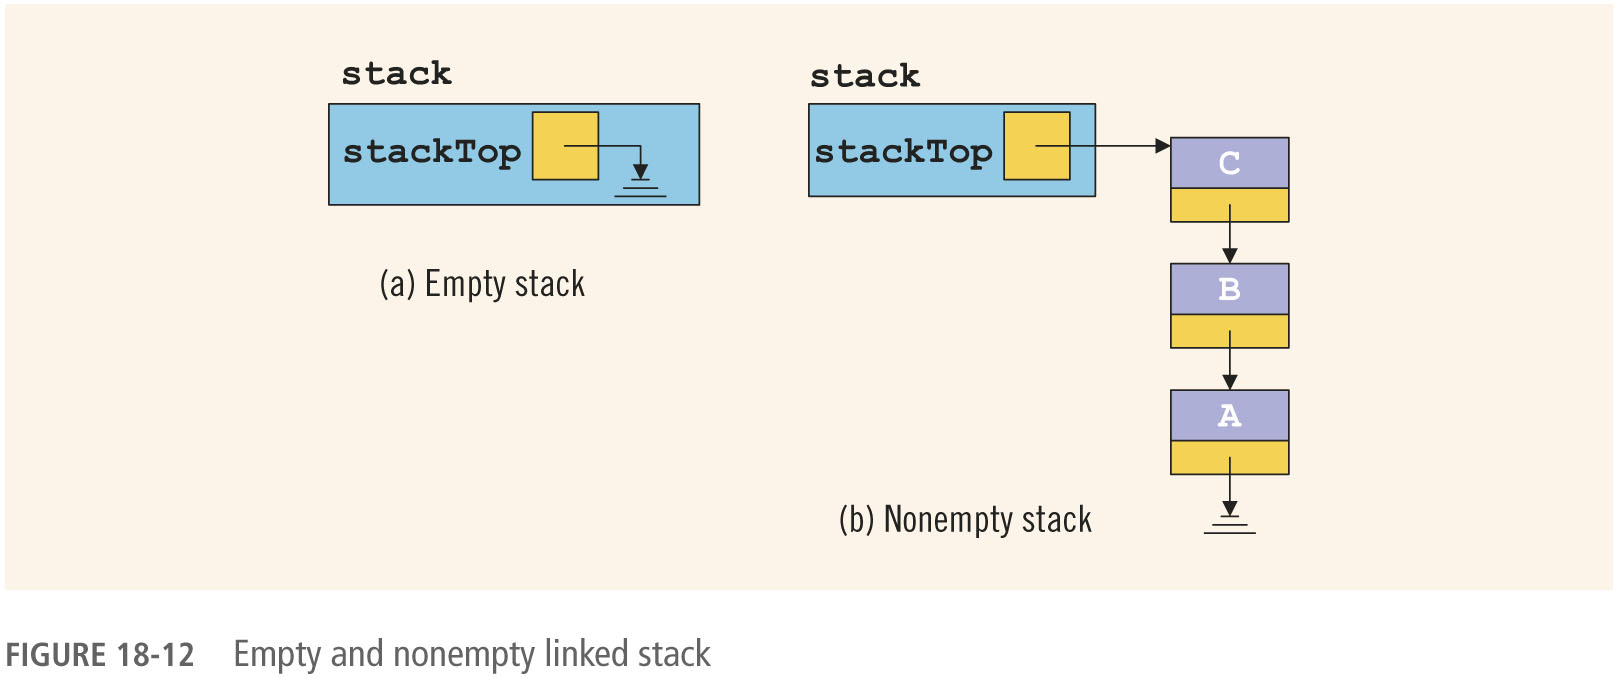 stack
stackTop
(a) Empty stack
stack
stackTop
C
B
A
(b) Nonempty stack
FIGURE 18-12 Empty and nonempty linked stack